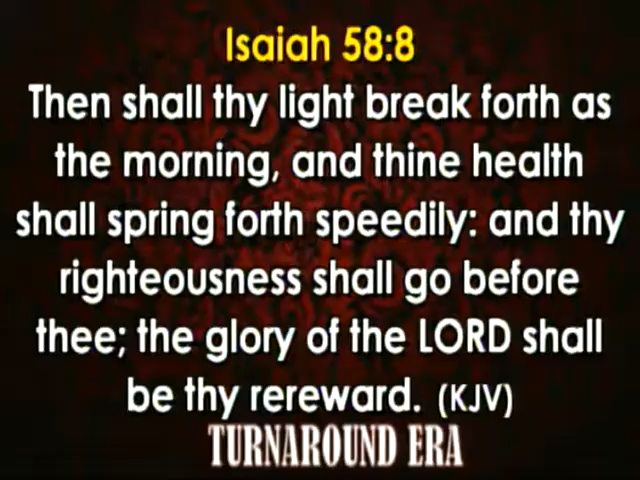 Isaiah 58:8
Then shall thy light break forth as
the morning, and thine health
shall spring forth speedily: and thy
righteousness shall go before
thee; the glory of the LORD shall
be thy rereward. (KJV)
TURNAROUND ERA